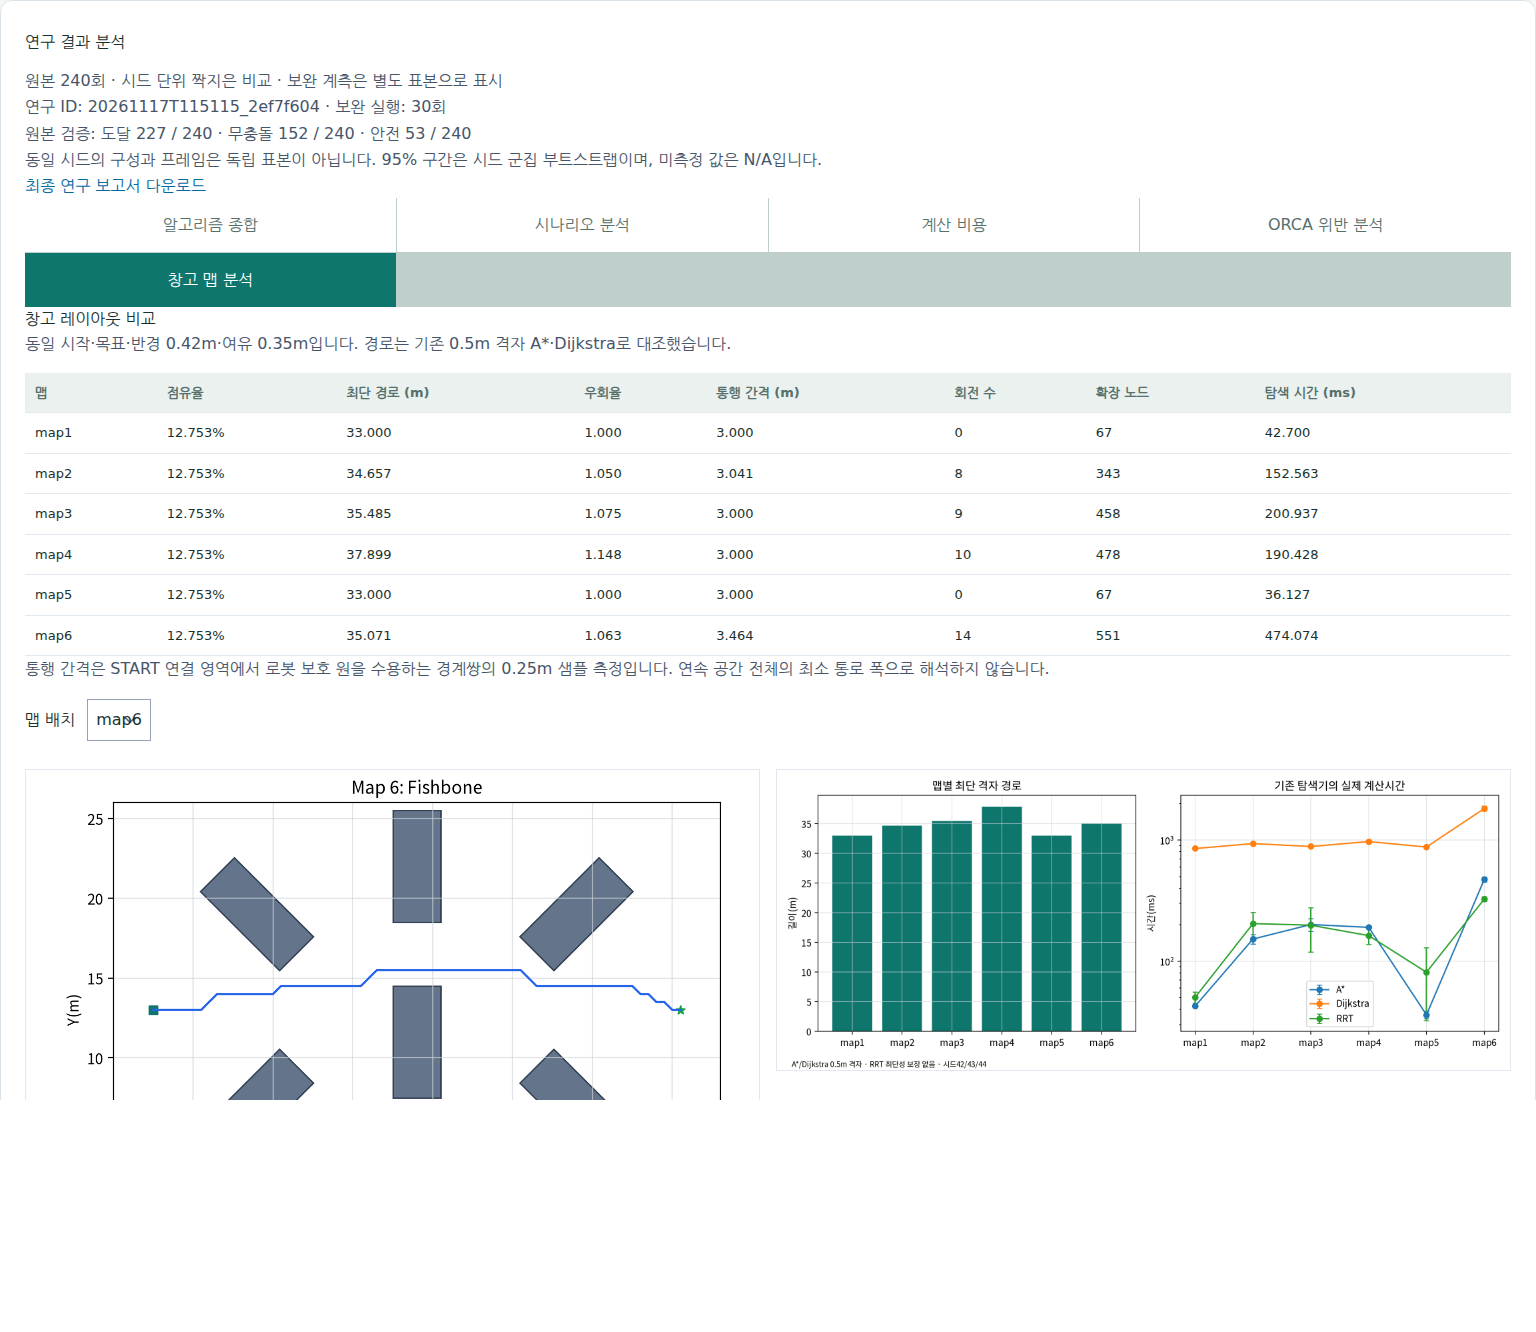 연구 결과 분석
원본 240회 · 시드 단위 짝지은 비교 · 보완 계측은 별도 표본으로 표시
연구 ID: 20261117T115115_2ef7f604 · 보완 실행: 30회
원본 검증: 도달 227 / 240 · 무충돌 152 / 240 · 안전 53 / 240
동일 시드의 구성과 프레임은 독립 표본이 아닙니다. 95% 구간은 시드 군집 부트스트랩이며, 미측정 값은 N/A입니다.
최종 연구 보고서 다운로드
알고리즘 종합 시나리오 분석 계산 비용 ORCA 위반 분석
창고 맵 분석
창고 레이아웃 비교
동일 시작·목표·반경 0.42m·여유 0.35m입니다. 경로는 기존 0.5m 격자 A*·Dijkstra로 대조했습니다.
맵 점유율 최단 경로 (m) 우회율 통행 간격 (m) 회전 수 확장 노드 탐색 시간 (ms)
map1 12.753% 33.000 1.000 3.000 0 67 42.700
map2 12.753% 34.657 1.050 3.041 8 343 152.563
map3 12.753% 35.485 1.075 3.000 9 458 200.937
map4 12.753% 37.899 1.148 3.000 10 478 190.428
map5 12.753% 33.000 1.000 3.000 0 67 36.127
map6 12.753% 35.071 1.063 3.464 14 551 474.074
통행 간격은 START 연결 영역에서 로봇 보호 원을 수용하는 경계쌍의 0.25m 샘플 측정입니다. 연속 공간 전체의 최소 통로 폭으로 해석하지 않습니다.
맵 배치 map6
Map 6: Fishbone
25
20
15
10
Y(m)
맵별 최단 격자 경로
길이(m)
35
30
25
20
15
10
5
0
map1 map2 map3 map4 map5 map6
A*/Dijkstra 0.5m 격자 · RRT 최단성 보장 없음 · 시드42/43/44
기존 탐색기의 실제 계산시간
시간(ms)
10³
10²
A*
Dijkstra
RRT
map1 map2 map3 map4 map5 map6